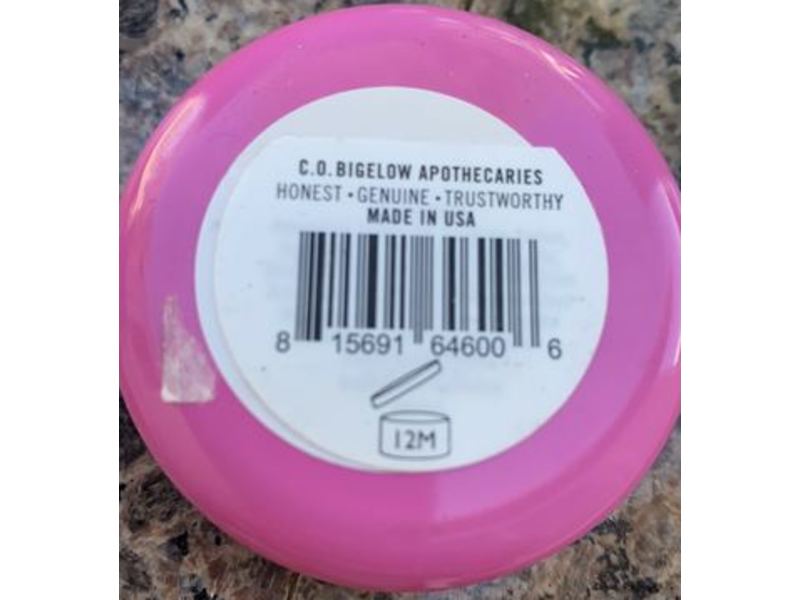 C.O. BIGELOW APOTHECARIES
HONEST • GENUINE • TRUSTWORTHY
MADE IN USA
8 15691 64600 6
12M